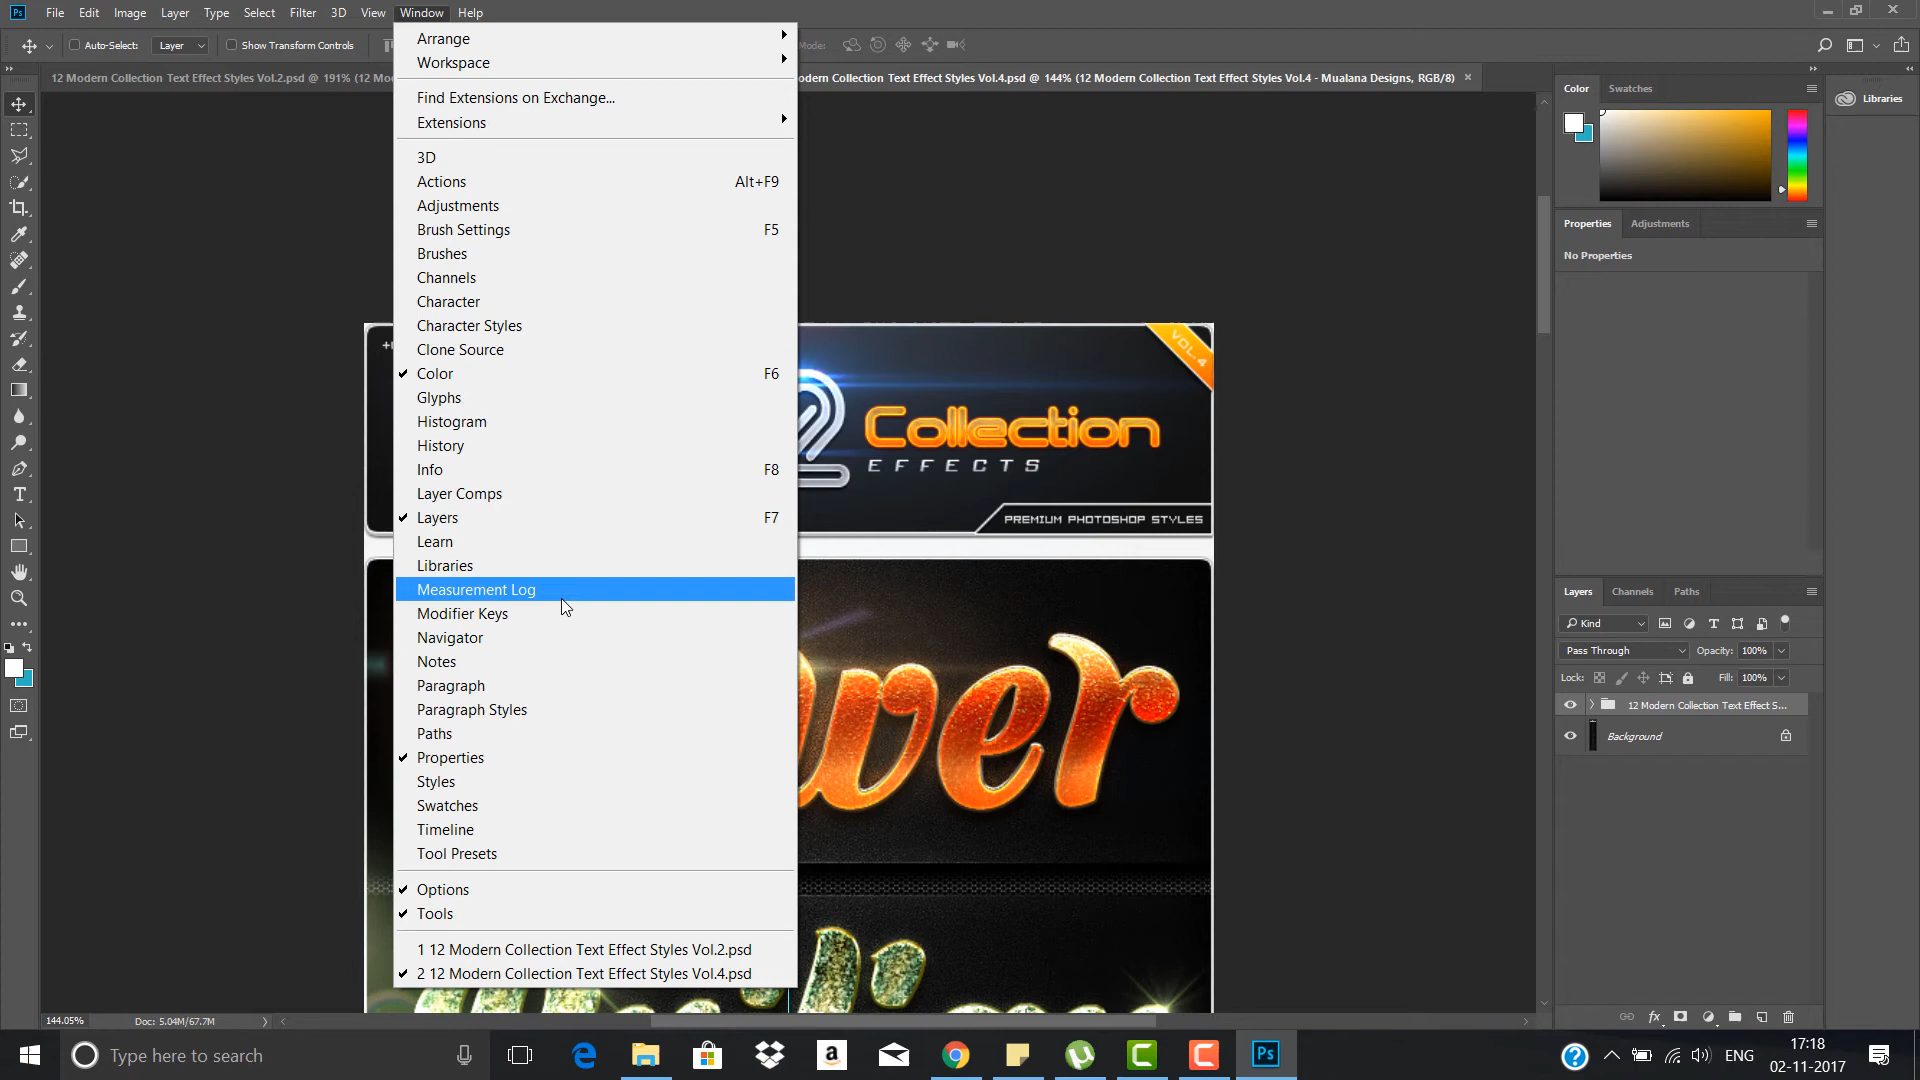 Ps File Edit Image Layer Type Select Filter 3D View Window Help
Auto-Select: Layer Show Transform Controls Mode:
12 Modern Collection Text Effect Styles Vol.2.psd @ 191% (12 Mo
odern Collection Text Effect Styles Vol.4.psd @ 144% (12 Modern Collection Text Effect Styles Vol.4 - Mualana Designs, RGB/8) ×
Arrange
Workspace
Find Extensions on Exchange...
Extensions
3D
Actions Alt+F9
Adjustments
Brush Settings F5
Brushes
Channels
Character
Character Styles
Clone Source
Color F6
Glyphs
Histogram
History
Info F8
Layer Comps
Layers F7
Learn
Libraries
Measurement Log
Modifier Keys
Navigator
Notes
Paragraph
Paragraph Styles
Paths
Properties
Styles
Swatches
Timeline
Tool Presets
Options
Tools
1 12 Modern Collection Text Effect Styles Vol.2.psd
2 12 Modern Collection Text Effect Styles Vol.4.psd
VOL.4
2 Collection
EFFECTS
PREMIUM PHOTOSHOP STYLES
Color Swatches
Libraries
Properties Adjustments
No Properties
Layers Channels Paths
Kind
Pass Through Opacity: 100%
Lock: Fill: 100%
12 Modern Collection Text Effect S...
Background
fx
144.05% Doc: 5.04M/67.7M
Type here to search
a
Ps
ENG
17:18
02-11-2017